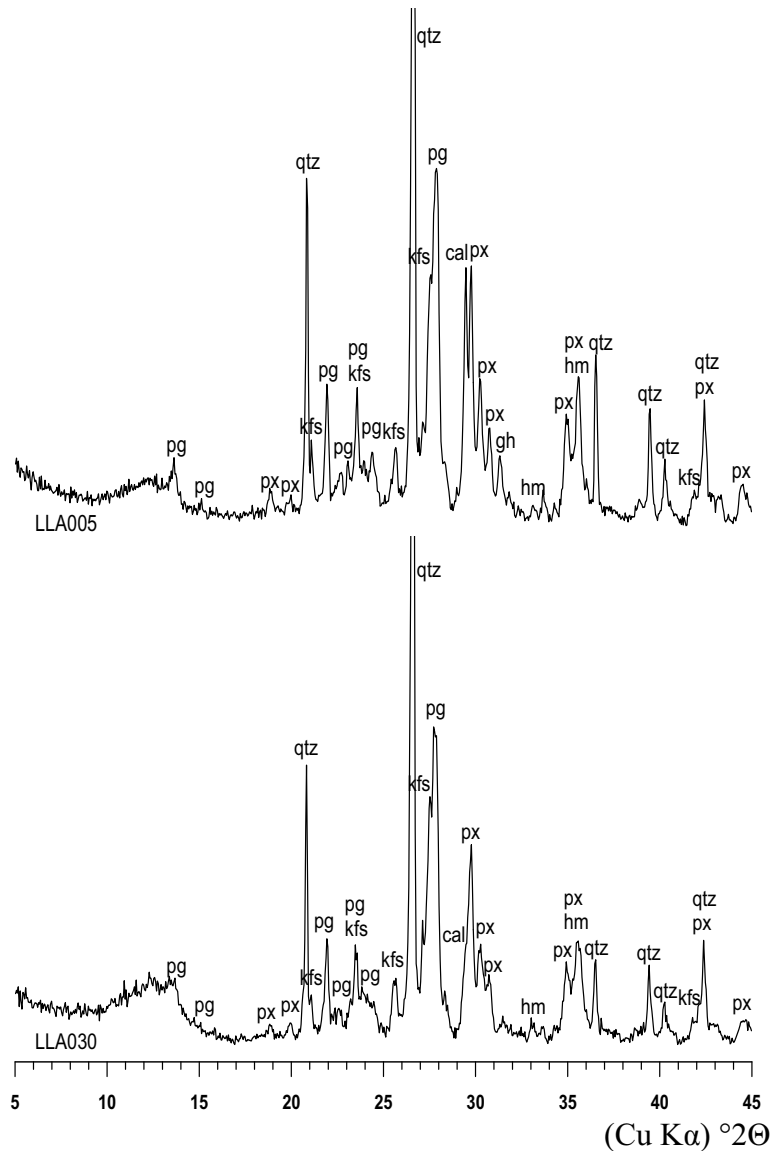 qtz
pg
qtz
kfs
cal
px
px
hm
qtz
qtz
px
pg
kfs
pg
px
px
px
qtz
kfs
pg
pg
kfs
gh
qtz
kfs
px
pg
pg
px
px
hm
LLA005
qtz
pg
qtz
kfs
px
px
hm
qtz
px
pg
pg
kfs
cal
px
px
px
qtz
qtz
pg
kfs
pg
pg
kfs
qtz
kfs
px
pg
px
px
hm
LLA030
5 10 15 20 25 30 35 40 45
(Cu Kα) °2Θ